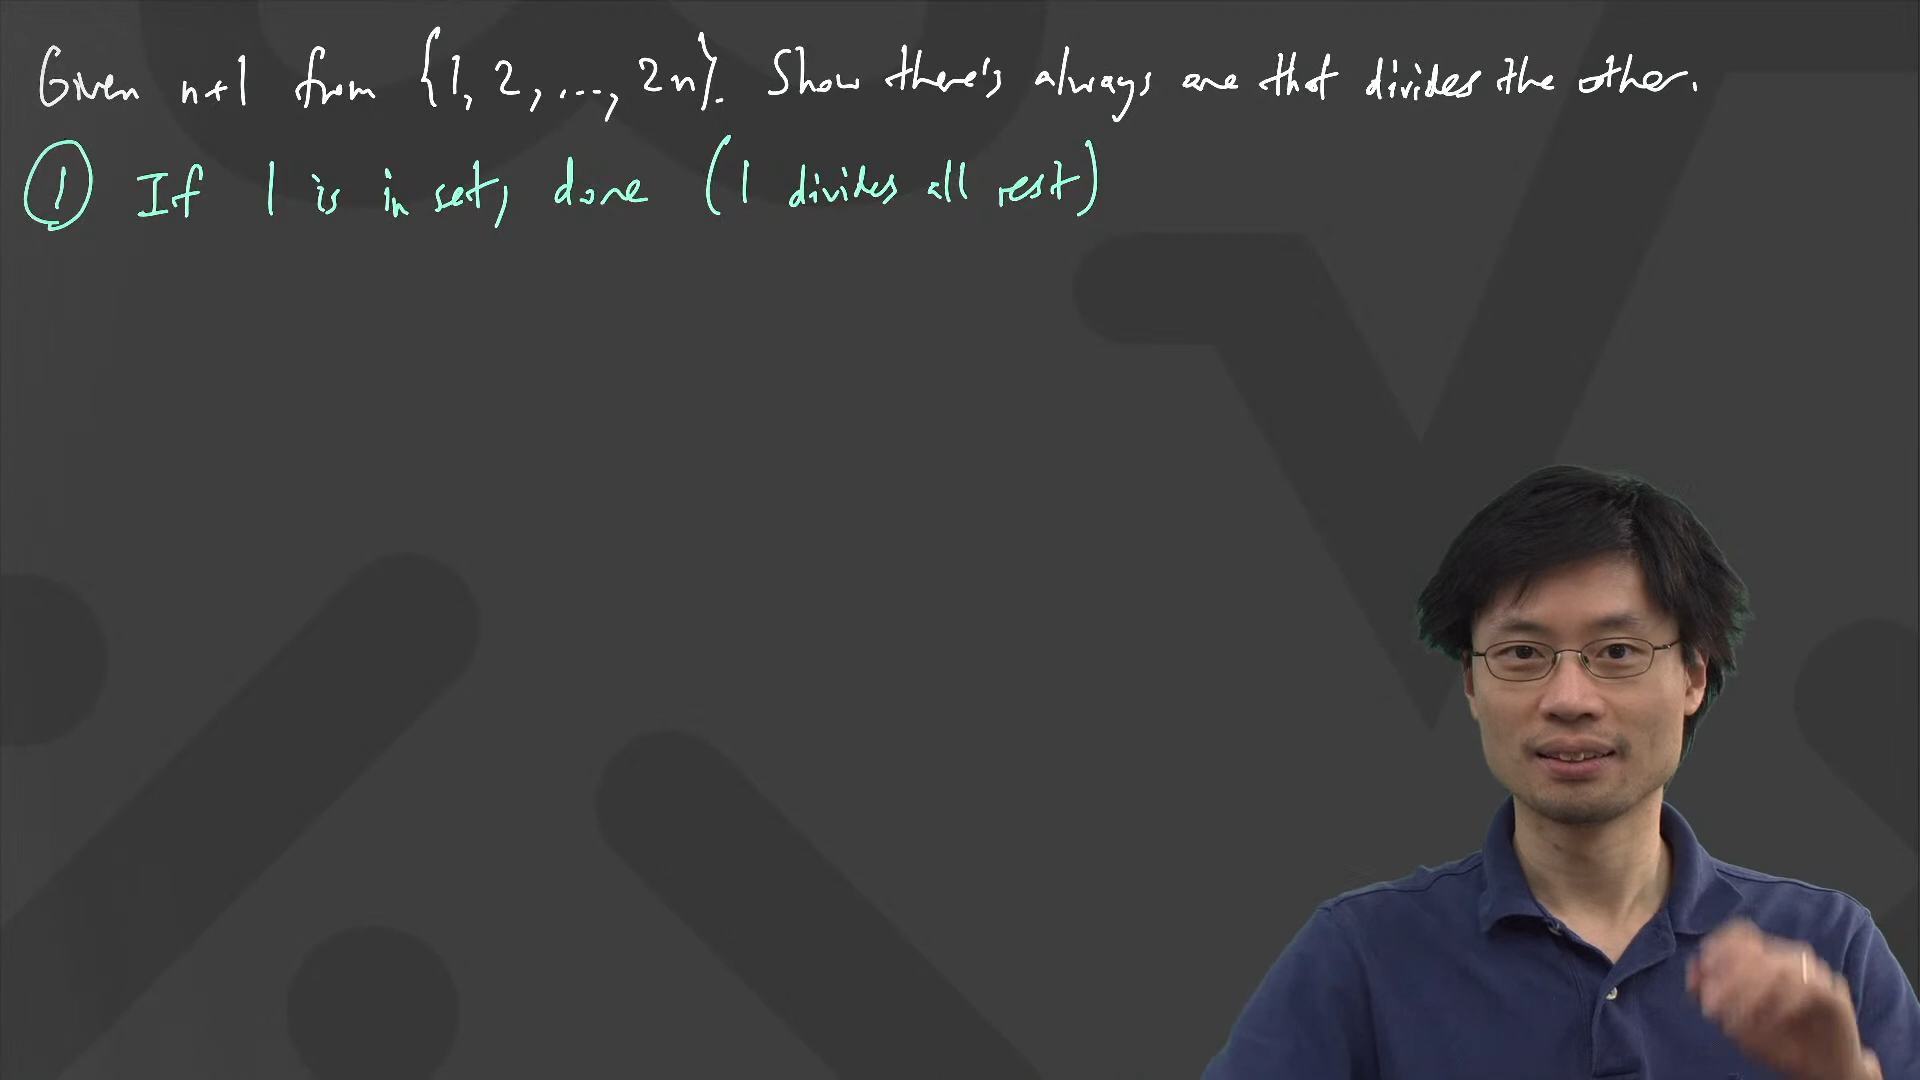 Given n+1 from {1, 2, ..., 2n}. Show there's always one that divides the other.
① If 1 is in set, done (1 divides all rest)